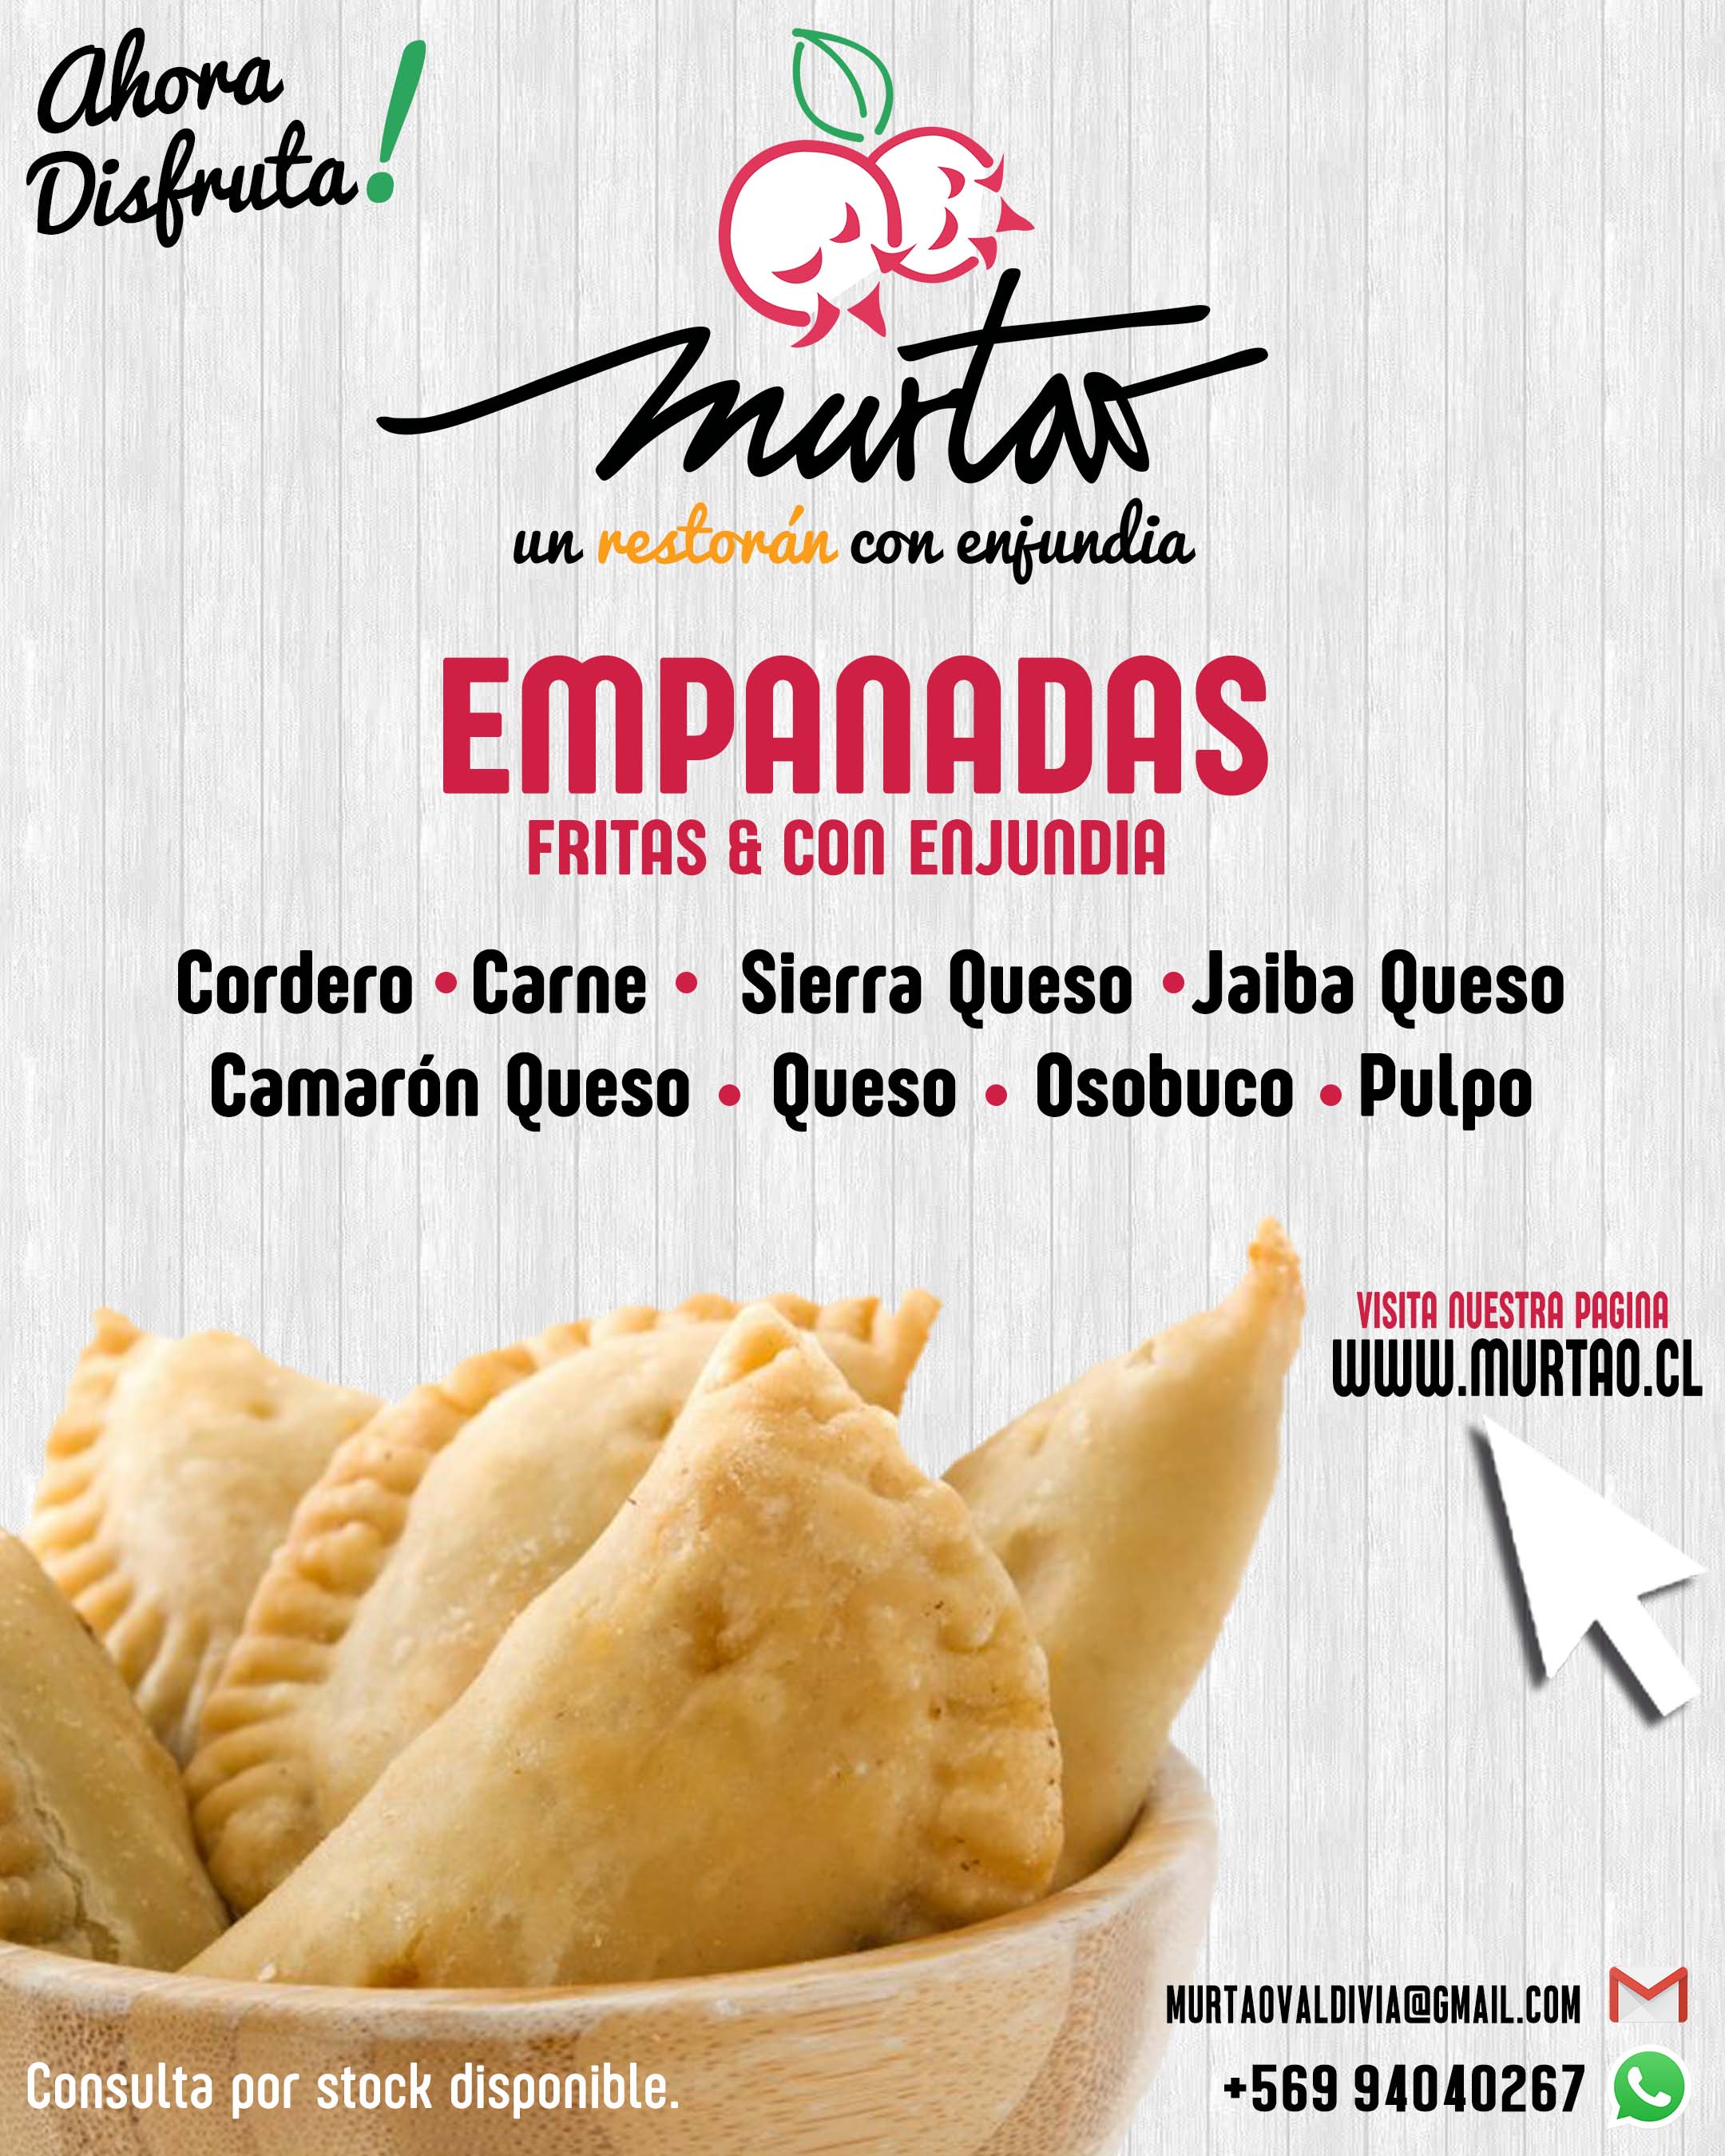 Ahora
Disfruta!
murtao
un restorán con enjundia
EMPANADAS
FRITAS & CON ENJUNDIA
Cordero • Carne • Sierra Queso • Jaiba Queso
Camarón Queso • Queso • Osobuco • Pulpo
VISITA NUESTRA PAGINA
WWW.MURTAO.CL
MURTAOVALDIVIA@GMAIL.COM
Consulta por stock disponible.
+569 94040267